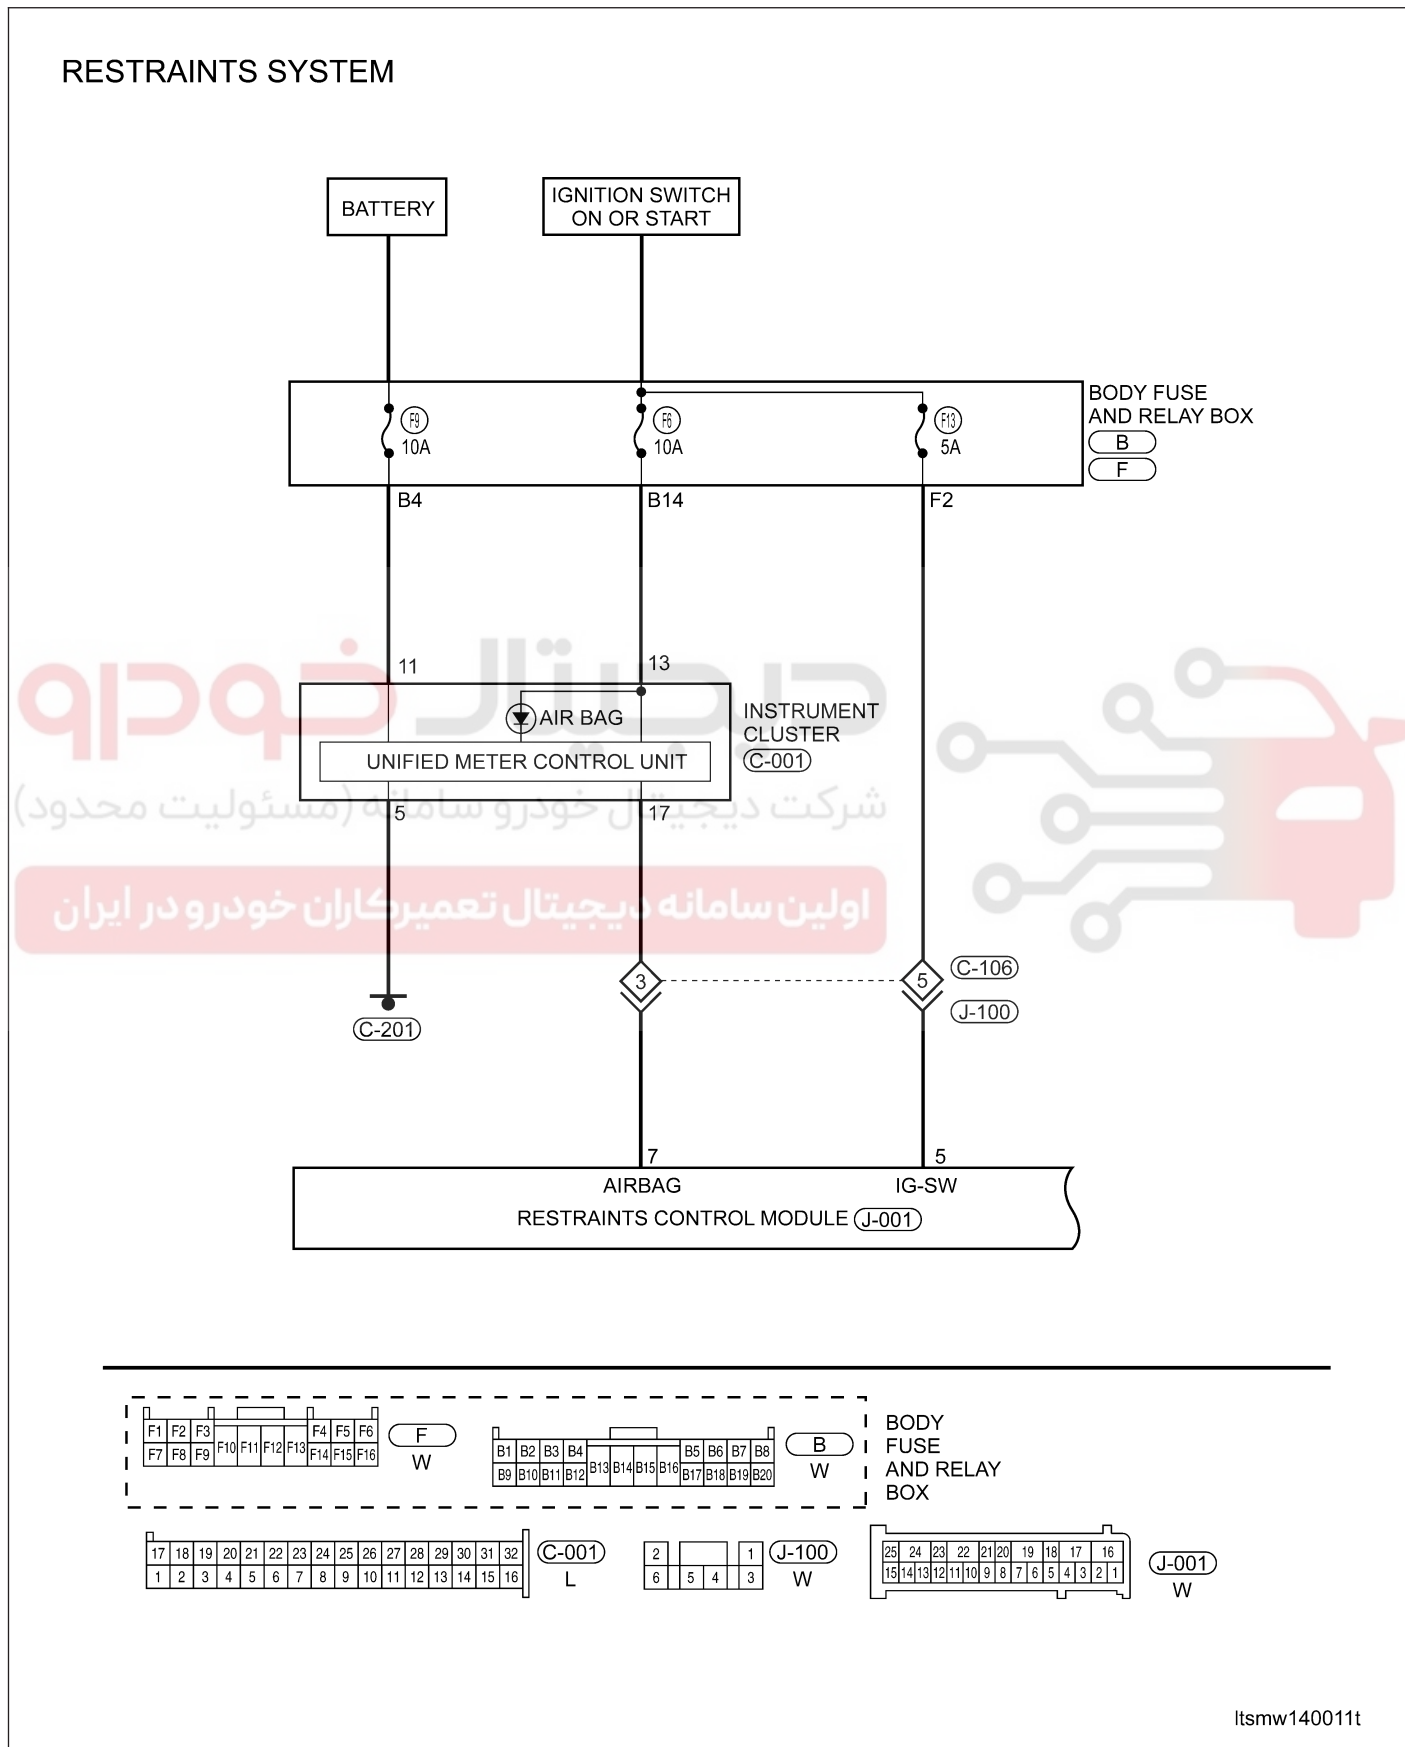 RESTRAINTS SYSTEM
BATTERY
IGNITION SWITCH
ON OR START
BODY FUSE
AND RELAY BOX
B
F
F9
10A
F6
10A
F13
5A
B4
B14
F2
دیجیتال خودرو
شرکت دیجیتال خودرو سامانه (مسئولیت محدود)
اولین سامانه دیجیتال تعمیرکاران خودرو در ایران
11
13
AIR BAG
UNIFIED METER CONTROL UNIT
INSTRUMENT
CLUSTER
C-001
5
17
3
5
C-106
J-100
C-201
7
5
AIRBAG
IG-SW
RESTRAINTS CONTROL MODULE J-001
F1 F2 F3 F4 F5 F6
F10 F11 F12 F13
F7 F8 F9 F14 F15 F16
F
W
B1 B2 B3 B4 B5 B6 B7 B8
B13 B14 B15 B16
B9 B10 B11 B12 B17 B18 B19 B20
B
W
BODY
FUSE
AND RELAY
BOX
17 18 19 20 21 22 23 24 25 26 27 28 29 30 31 32
1 2 3 4 5 6 7 8 9 10 11 12 13 14 15 16
C-001
L
2 1
6 5 4 3
J-100
W
25 24 23 22 21 20 19 18 17 16
15 14 13 12 11 10 9 8 7 6 5 4 3 2 1
J-001
W
ltsmw140011t